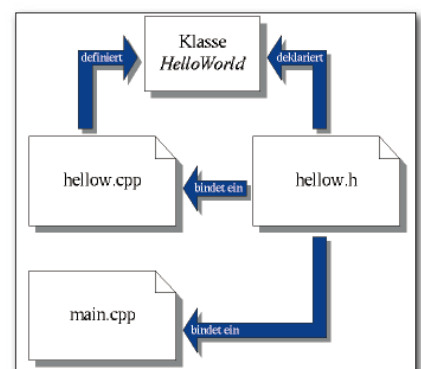 Klasse
HelloWorld
definiert
deklariert
hellow.cpp
bindet ein
hellow.h
main.cpp
bindet ein